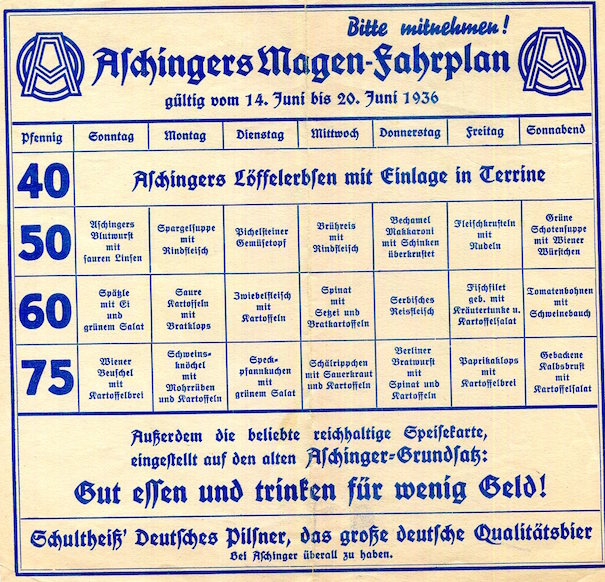 Bitte mitnehmen!
Aschingers Magen-Fahrplan
gültig vom 14. Juni bis 20. Juni 1936
Pfennig Sonntag Montag Dienstag Mittwoch Donnerstag Freitag Sonnabend
40 Aschingers Löffelerbsen mit Einlage in Terrine
50
Aschingers
Blutwurst
mit
sauren Linsen
Spargelsuppe
mit
Rindfleisch
Pichelsteiner
Gemüsetopf
Brühreis
mit
Rindfleisch
Bechamel
Makkaroni
mit Schinken
überkrustet
Fleischkrusteln
mit
Nudeln
Grüne
Schotensuppe
mit Wiener
Würstchen
60
Spätzle
mit Ei
und
grünem Salat
Saure
Kartoffeln
mit
Bratklops
Zwiebelfleisch
mit
Kartoffeln
Spinat
mit
Setzei und
Bratkartoffeln
Serbisches
Reisfleisch
Fischfilet
geb. mit
Kräutertunke u.
Kartoffelsalat
Tomatenbohnen
mit
Schweinebauch
75
Wiener
Beuschel
mit
Kartoffelbrei
Schweins-
knöchel
mit
Mohrrüben
und Kartoffeln
Speck-
pfannkuchen
mit
grünem Salat
Schälrippchen
mit Sauerkraut
und Kartoffeln
Berliner
Bratwurst
mit
Spinat und
Kartoffeln
Paprikaklops
mit
Kartoffelbrei
Gebackene
Kalbsbrust
mit
Kartoffelsalat
Außerdem die beliebte reichhaltige Speisekarte,
eingestellt auf den alten Aschinger-Grundsatz:
Gut essen und trinken für wenig Geld!
Schultheiß' Deutsches Pilsner, das große deutsche Qualitätsbier
Bei Aschinger überall zu haben.